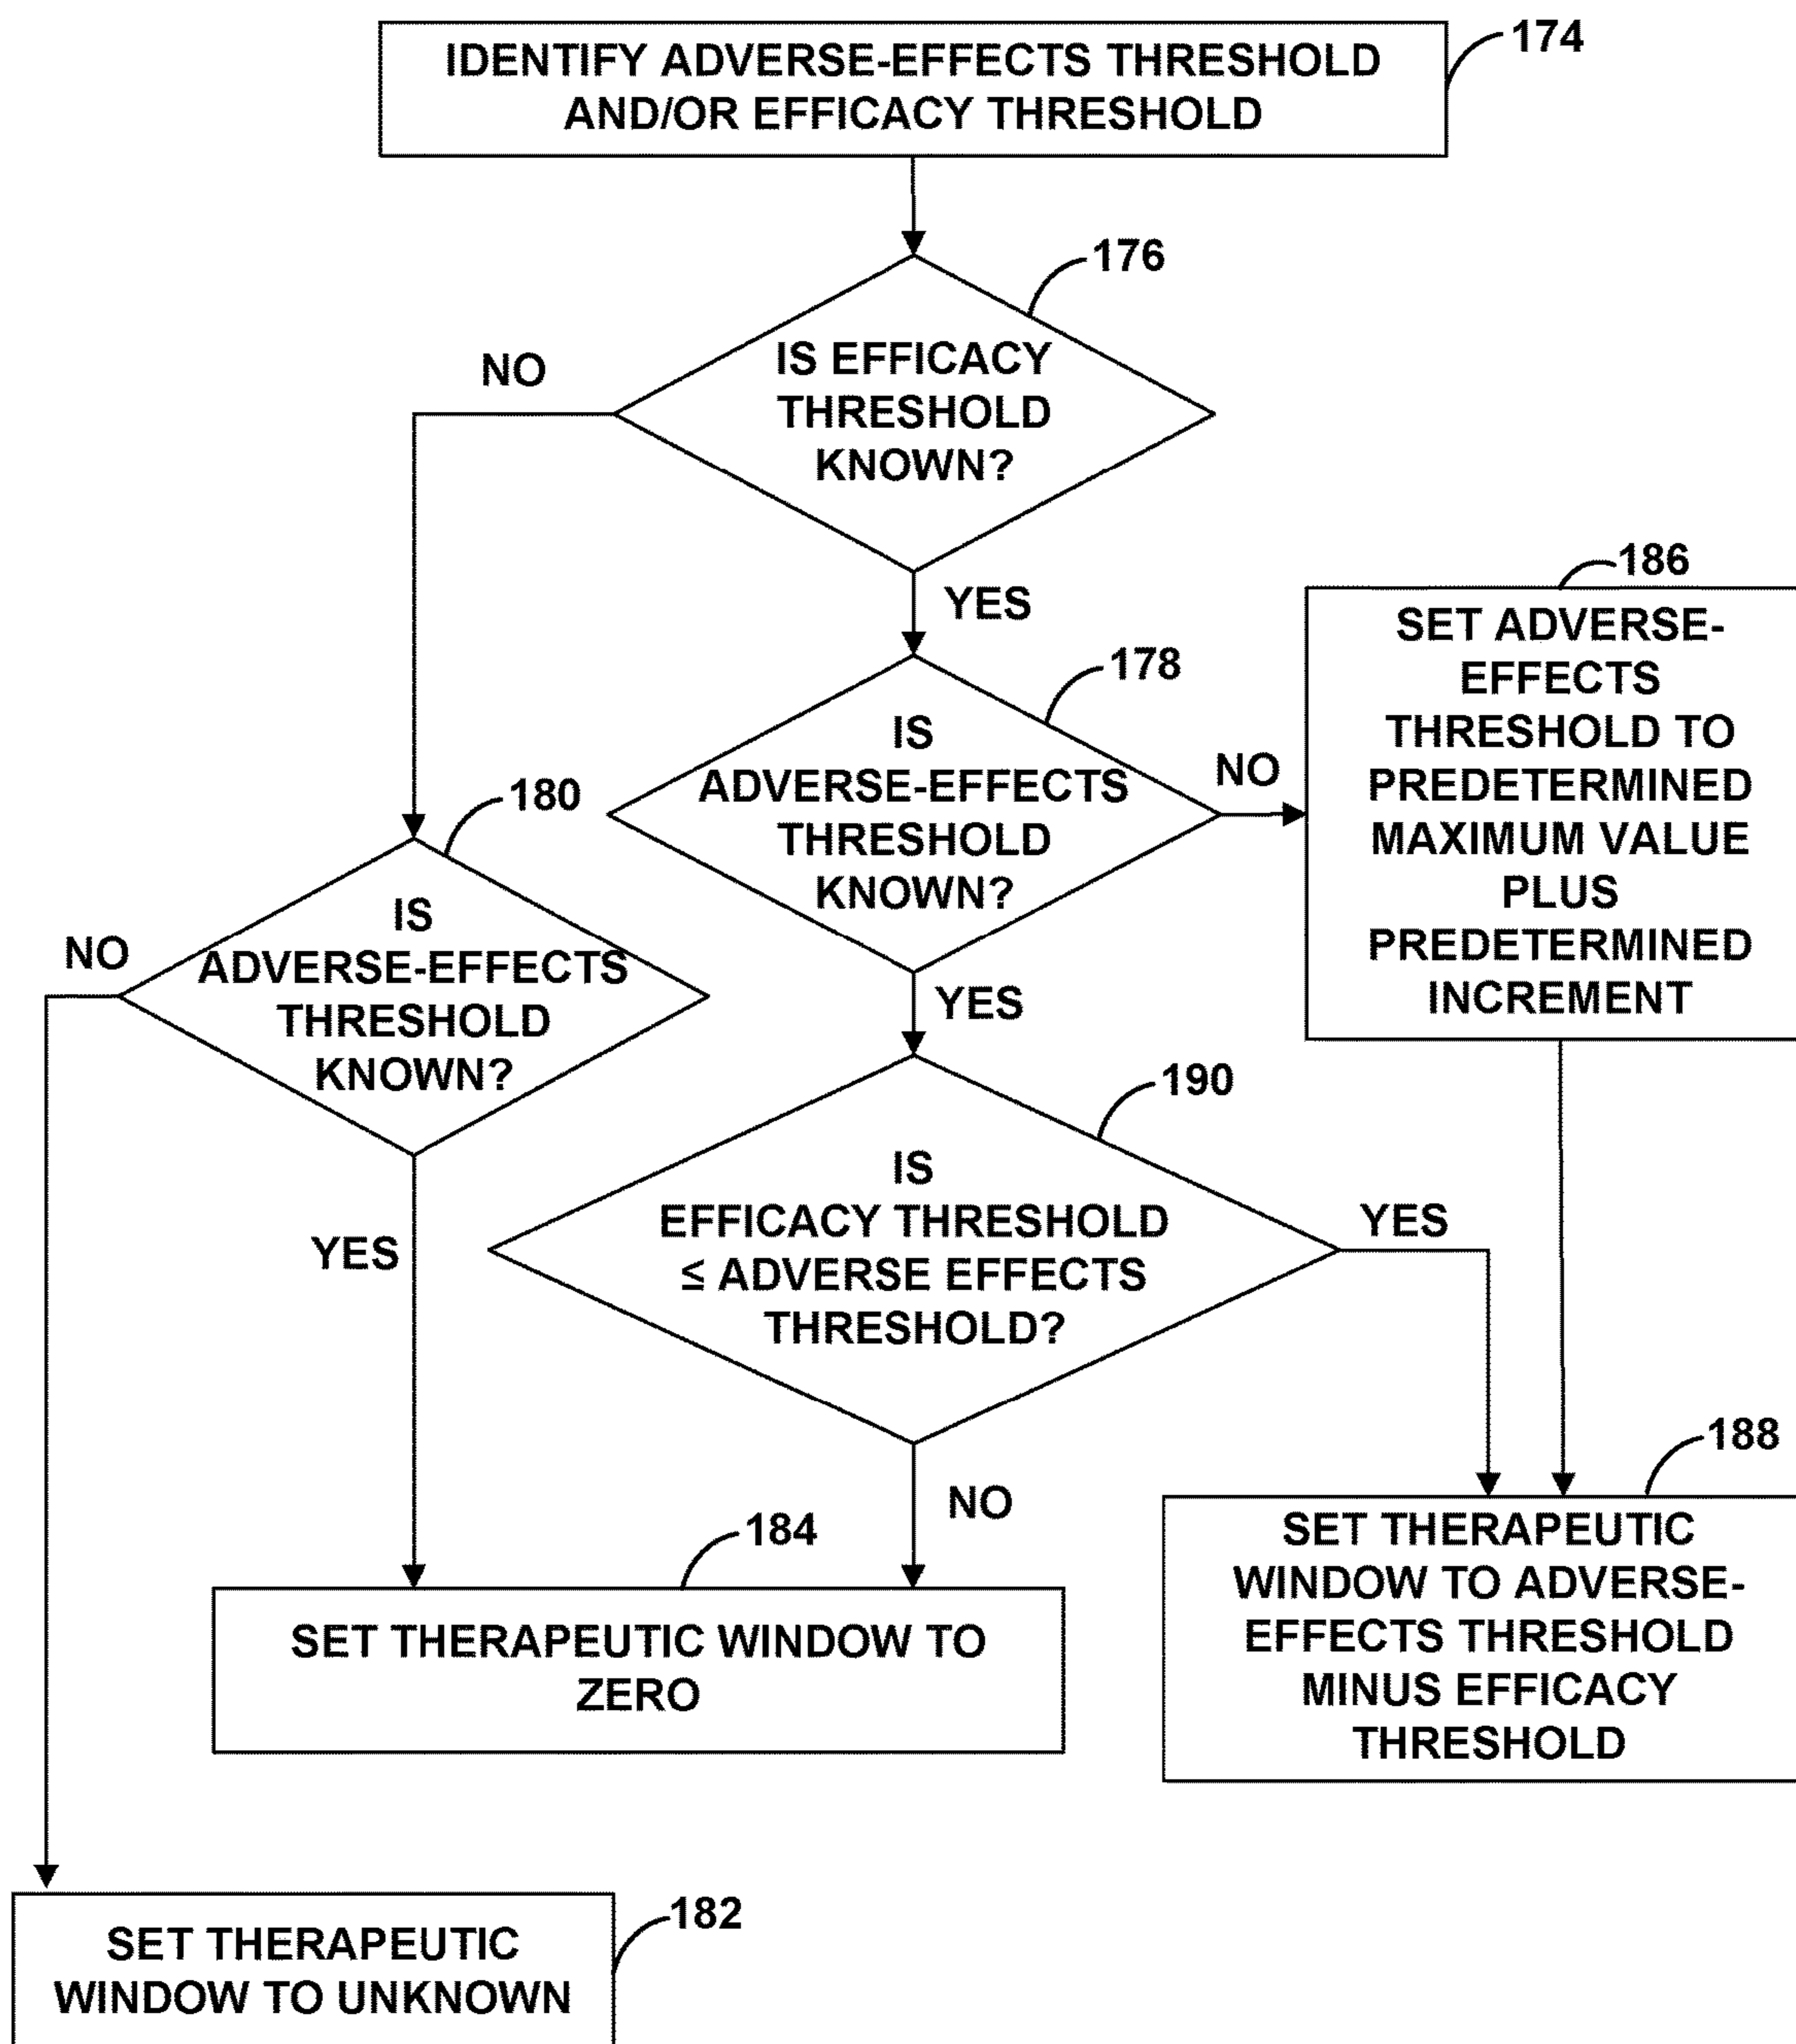 IDENTIFY ADVERSE-EFFECTS THRESHOLD
AND/OR EFFICACY THRESHOLD
174
176
IS EFFICACY
THRESHOLD
KNOWN?
NO
YES
178
IS
ADVERSE-EFFECTS
THRESHOLD
KNOWN?
NO
YES
186
SET ADVERSE-
EFFECTS
THRESHOLD TO
PREDETERMINED
MAXIMUM VALUE
PLUS
PREDETERMINED
INCREMENT
180
IS
ADVERSE-EFFECTS
THRESHOLD
KNOWN?
NO
YES
190
IS
EFFICACY THRESHOLD
≤ ADVERSE EFFECTS
THRESHOLD?
YES
NO
184
SET THERAPEUTIC WINDOW TO
ZERO
188
SET THERAPEUTIC
WINDOW TO ADVERSE-
EFFECTS THRESHOLD
MINUS EFFICACY
THRESHOLD
182
SET THERAPEUTIC
WINDOW TO UNKNOWN